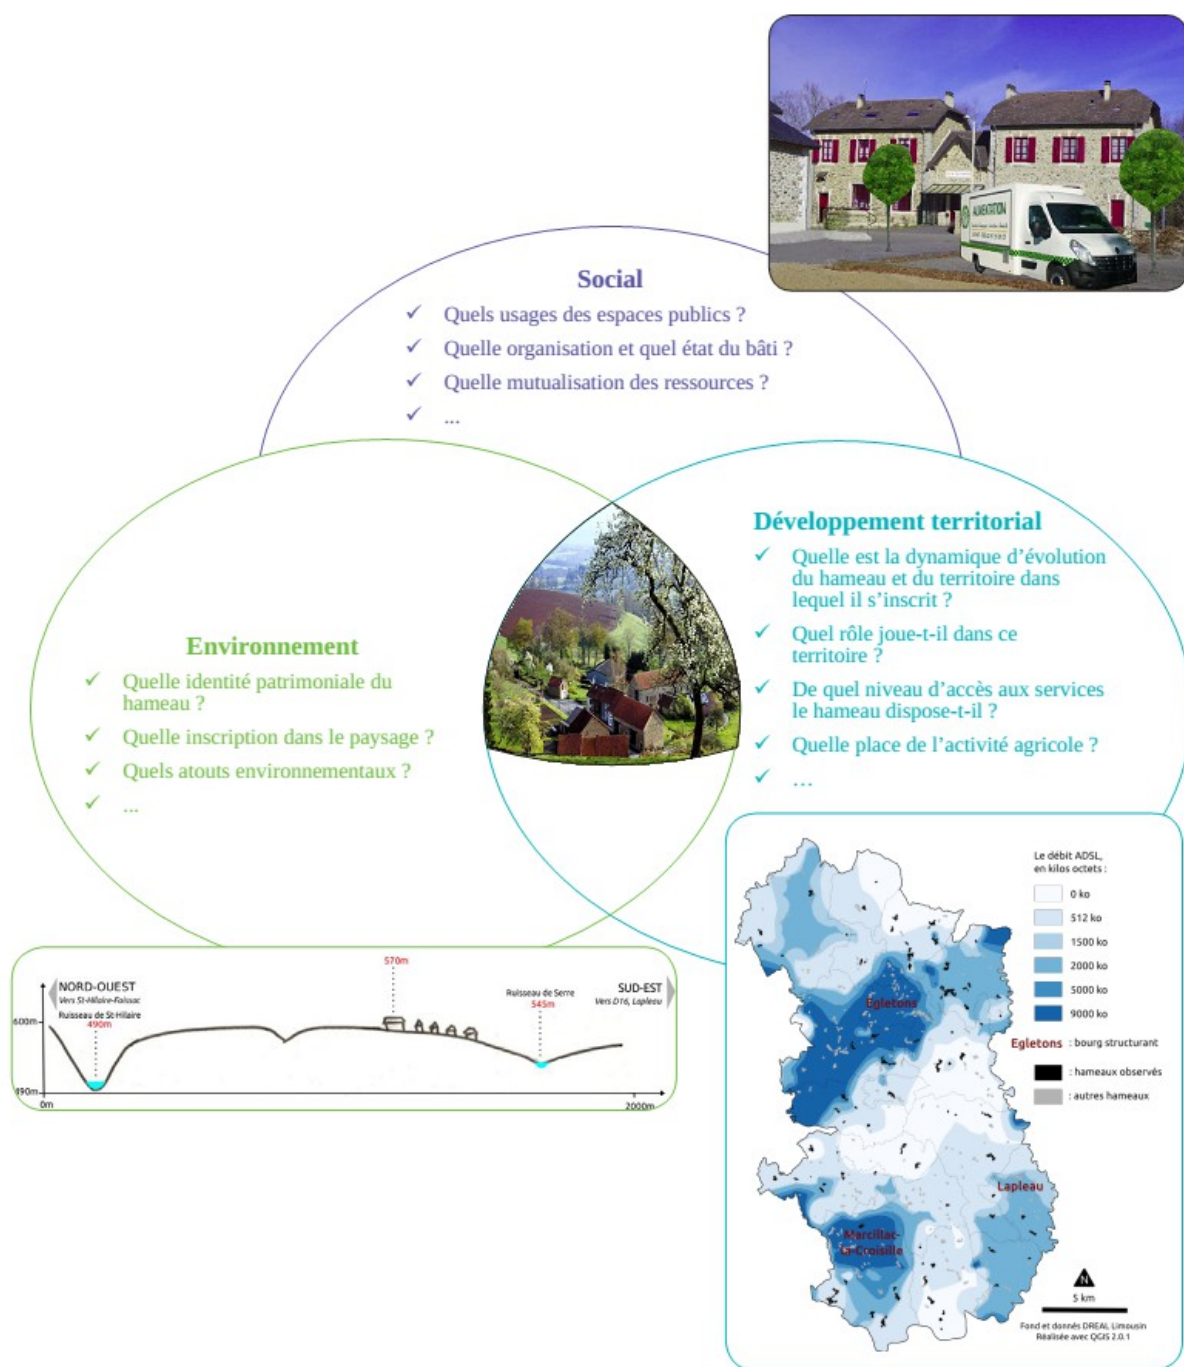 ALIMENTATION
Social
✓ Quels usages des espaces publics ?
✓ Quelle organisation et quel état du bâti ?
✓ Quelle mutualisation des ressources ?
✓ ...
Développement territorial
✓ Quelle est la dynamique d’évolution
du hameau et du territoire dans
lequel il s’inscrit ?
✓ Quel rôle joue-t-il dans ce
territoire ?
✓ De quel niveau d’accès aux services
le hameau dispose-t-il ?
✓ Quelle place de l’activité agricole ?
✓ …
Environnement
✓ Quelle identité patrimoniale du
hameau ?
✓ Quelle inscription dans le paysage ?
✓ Quels atouts environnementaux ?
✓ ...
NORD-OUEST
Vers St-Hilaire-Foissac
Ruisseau de St-Hilaire
490m
570m
Ruisseau de Serre
545m
SUD-EST
Vers D16, Lapleau
600m
490m
0m
2000m
Le débit ADSL,
en kilos octets :
0 ko
512 ko
1500 ko
2000 ko
5000 ko
9000 ko
Egletons : bourg structurant
: hameaux observés
: autres hameaux
Egletons
Lapleau
Marcillac-
la-Croisille
N
5 km
Fond et donnés DREAL Limousin
Réalisée avec QGIS 2.0.1